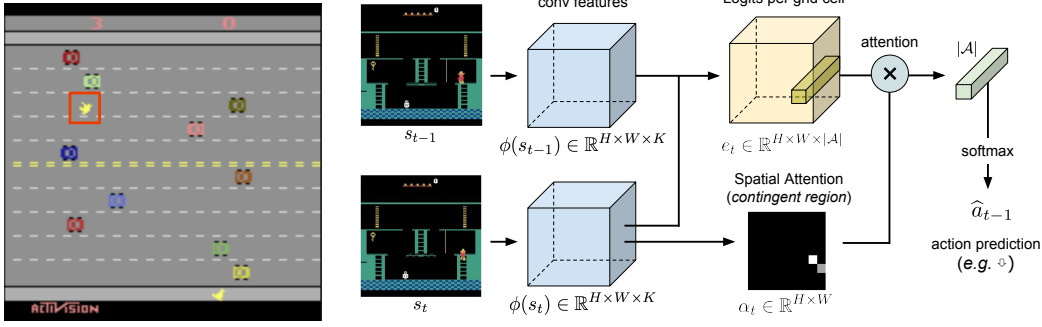 3 0
ACTIVISION
conv features
Logits per grid cell
attention
|𝒜|
s_{t−1}
ϕ(s_{t−1}) ∈ ℝ^{H×W×K}
e_t ∈ ℝ^{H×W×|𝒜|}
softmax
Spatial Attention
(contingent region)
â_{t−1}
action prediction
(e.g. ⇩)
s_t
ϕ(s_t) ∈ ℝ^{H×W×K}
α_t ∈ ℝ^{H×W}